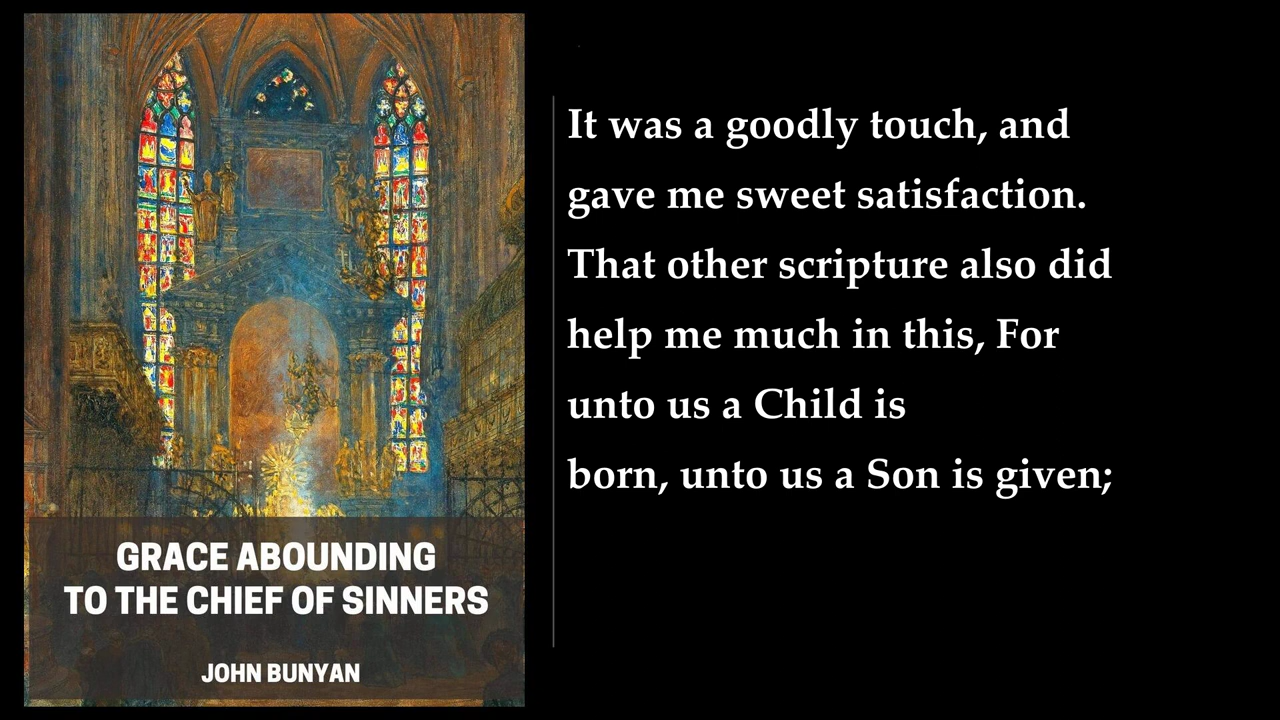 It was a goodly touch, and
gave me sweet satisfaction.
That other scripture also did
help me much in this, For
unto us a Child is
born, unto us a Son is given;
GRACE ABOUNDING
TO THE CHIEF OF SINNERS
JOHN BUNYAN